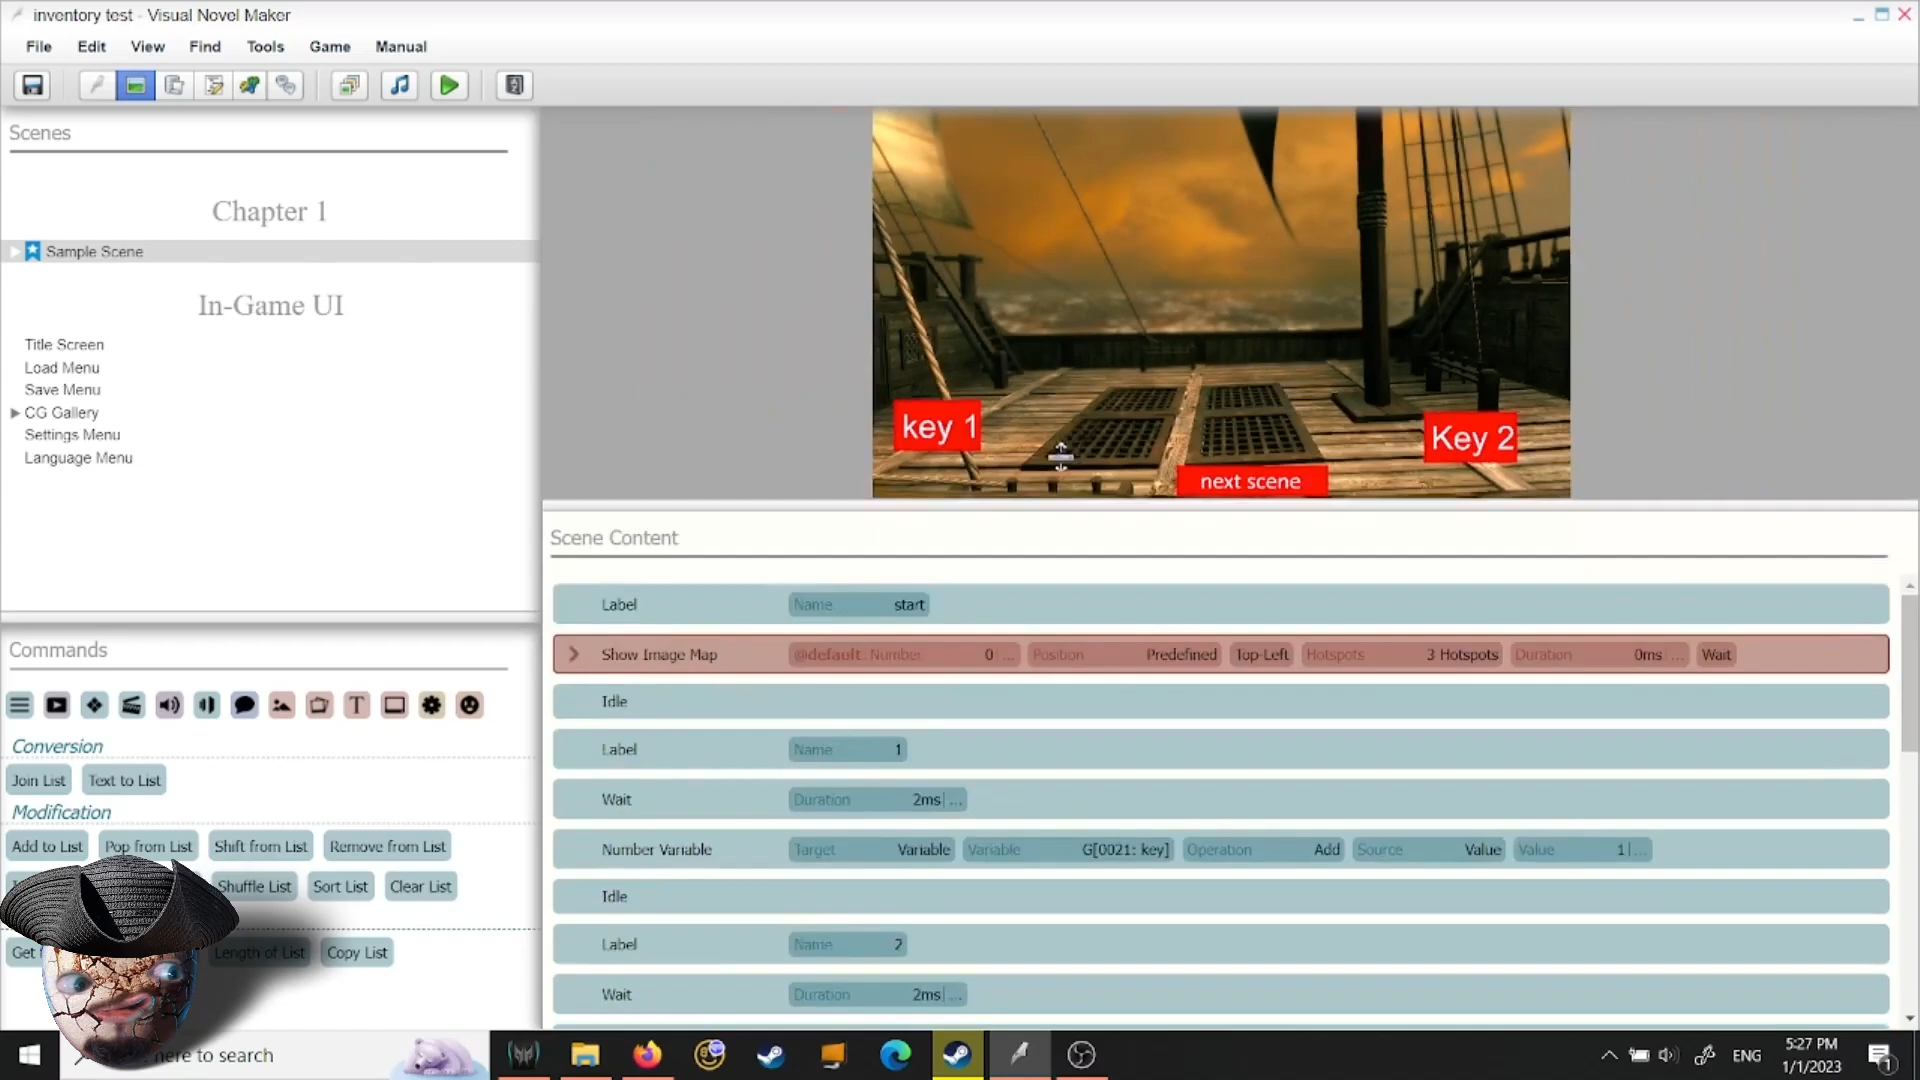 inventory test - Visual Novel Maker
File Edit View Find Tools Game Manual
Scenes
Chapter 1
Sample Scene
In-Game UI
Title Screen
Load Menu
Save Menu
CG Gallery
Settings Menu
Language Menu
key 1
Key 2
next scene
Scene Content
Label Name start
Show Image Map @default Number 0 ... Position Predefined Top-Left Hotspots 3 Hotspots Duration 0ms ... Wait
Idle
Label Name 1
Wait Duration 2ms ...
Number Variable Target Variable Variable G[0021: key] Operation Add Source Value Value 1 ...
Idle
Label Name 2
Wait Duration 2ms ...
Commands
T
Conversion
Join List Text to List
Modification
Add to List Pop from List Shift from List Remove from List
Shuffle List Sort List Clear List
Get Length of List Copy List
here to search
ENG
5:27 PM
1/1/2023
1